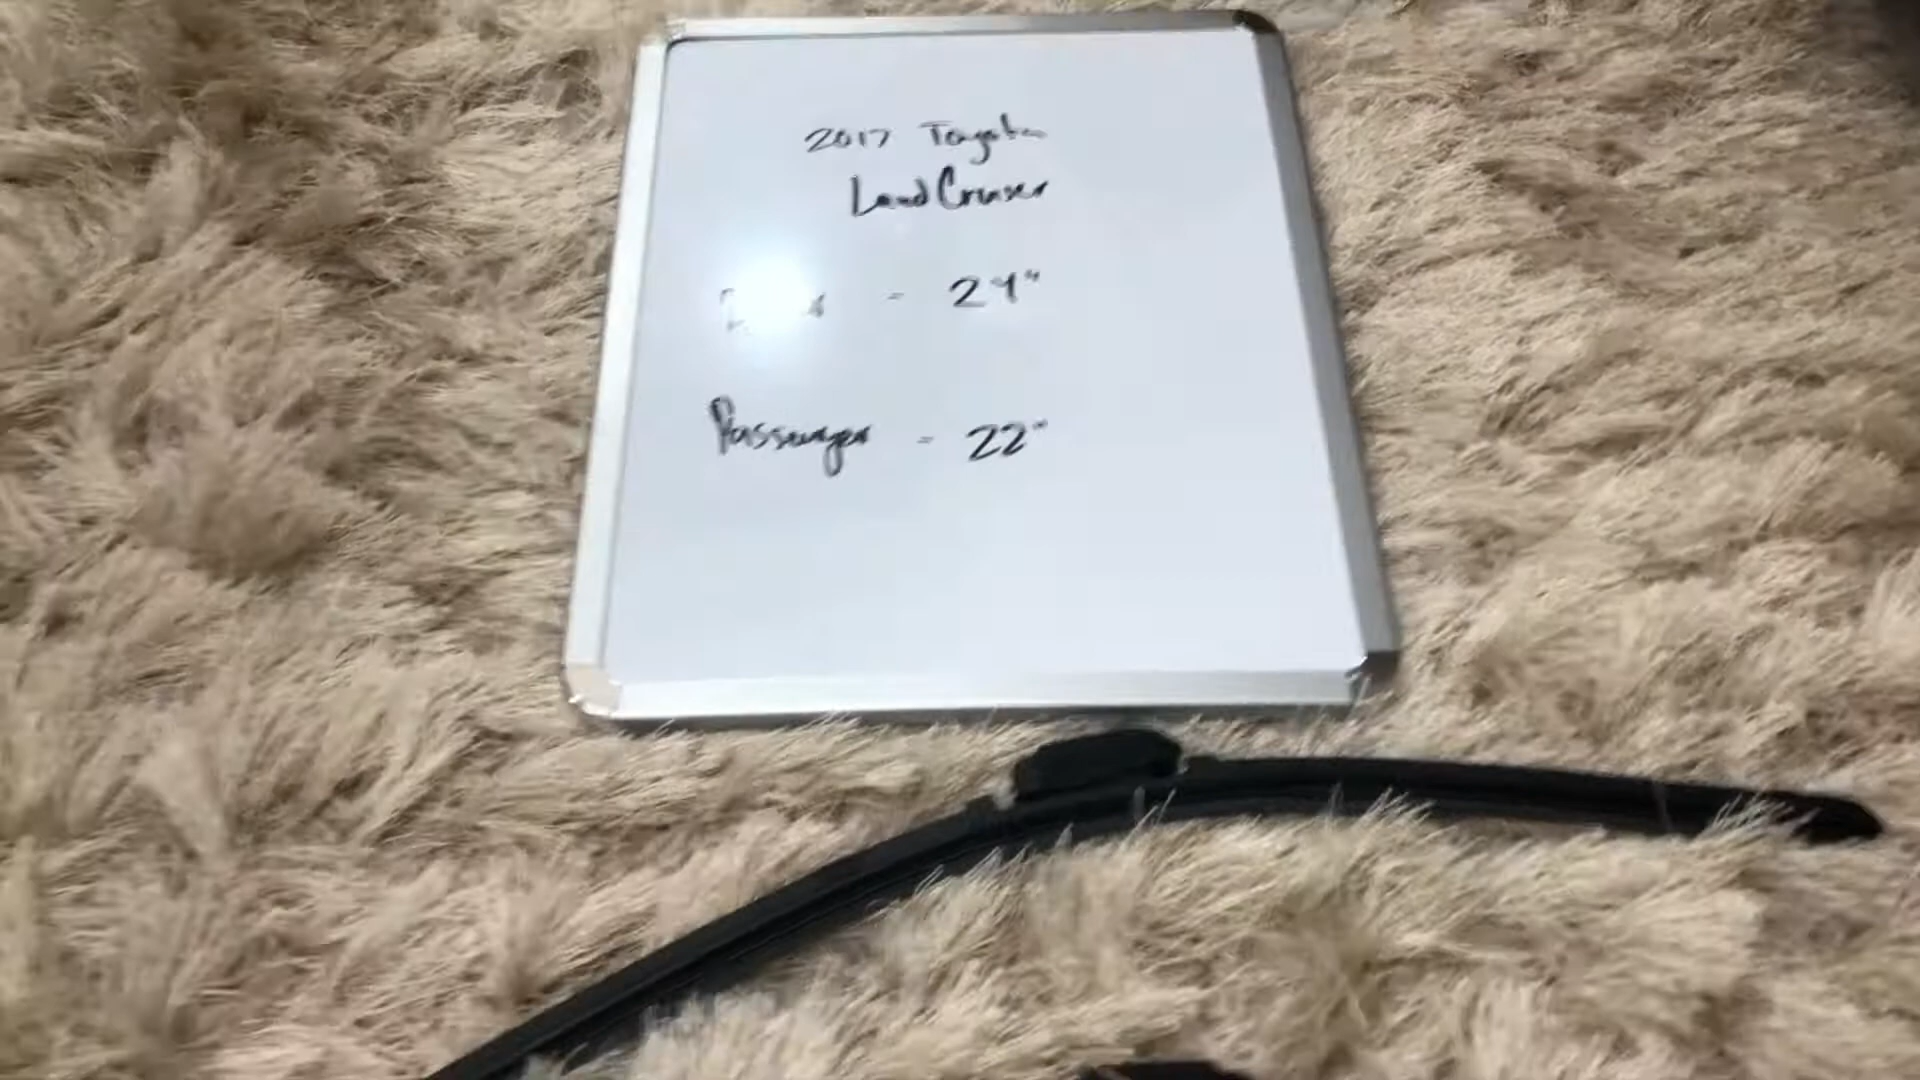 2017 Toyota
Land Cruiser
- 24"
Passenger - 22"